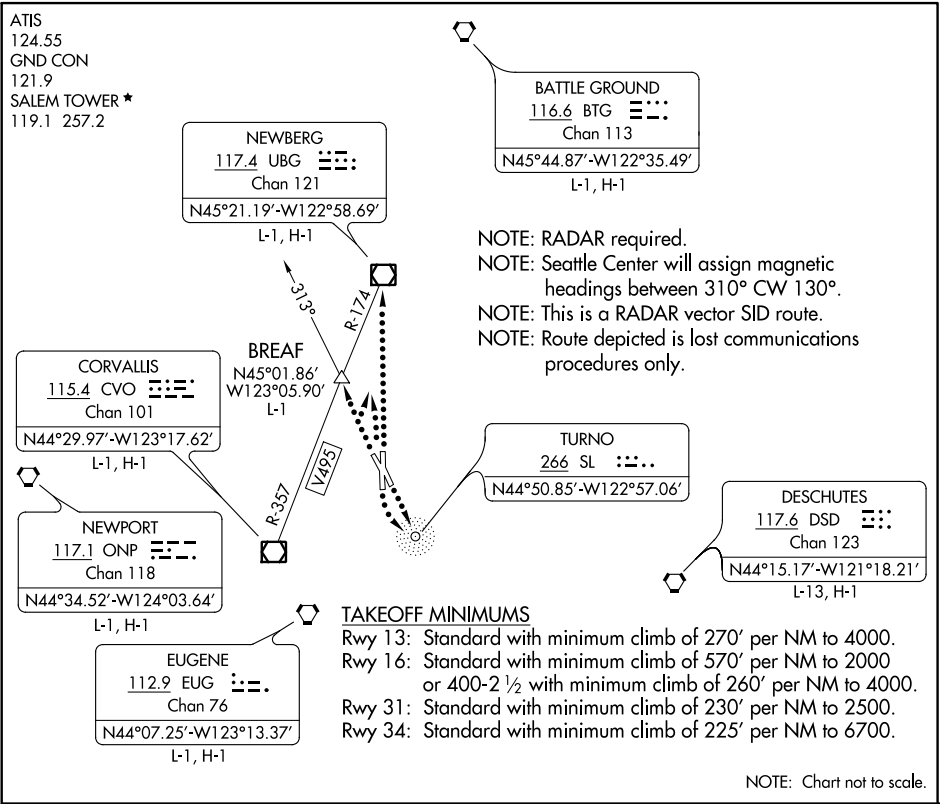 ATIS
124.55
GND CON
121.9
SALEM TOWER ★
119.1 257.2
BATTLE GROUND
116.6 BTG
Chan 113
N45°44.87'-W122°35.49'
L-1, H-1
NEWBERG
117.4 UBG
Chan 121
N45°21.19'-W122°58.69'
L-1, H-1
NOTE: RADAR required.
NOTE: Seattle Center will assign magnetic
headings between 310° CW 130°.
NOTE: This is a RADAR vector SID route.
NOTE: Route depicted is lost communications
procedures only.
313°
R-174
BREAF
N45°01.86'
W123°05.90'
L-1
CORVALLIS
115.4 CVO
Chan 101
N44°29.97'-W123°17.62'
L-1, H-1
V495
R-357
TURNO
266 SL
N44°50.85'-W122°57.06'
NEWPORT
117.1 ONP
Chan 118
N44°34.52'-W124°03.64'
L-1, H-1
DESCHUTES
117.6 DSD
Chan 123
N44°15.17'-W121°18.21'
L-13, H-1
EUGENE
112.9 EUG
Chan 76
N44°07.25'-W123°13.37'
L-1, H-1
TAKEOFF MINIMUMS
Rwy 13: Standard with minimum climb of 270' per NM to 4000.
Rwy 16: Standard with minimum climb of 570' per NM to 2000
or 400-2 ½ with minimum climb of 260' per NM to 4000.
Rwy 31: Standard with minimum climb of 230' per NM to 2500.
Rwy 34: Standard with minimum climb of 225' per NM to 6700.
NOTE: Chart not to scale.